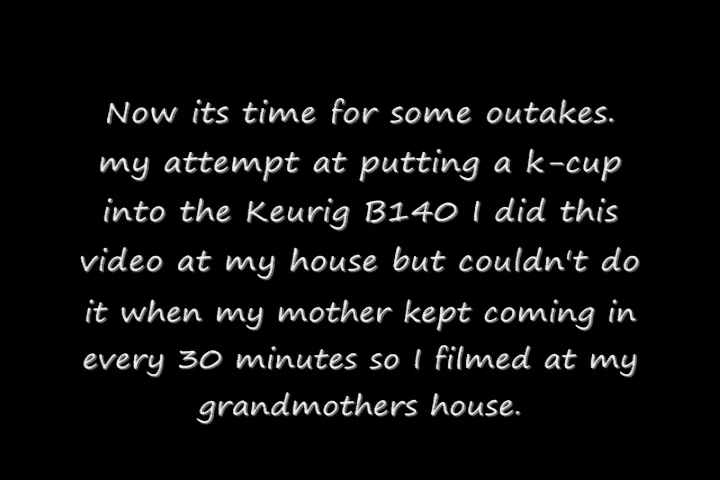 Now its time for some outakes.
my attempt at putting a k-cup
into the Keurig B140 I did this
video at my house but couldn't do
it when my mother kept coming in
every 30 minutes so I filmed at my
grandmothers house.